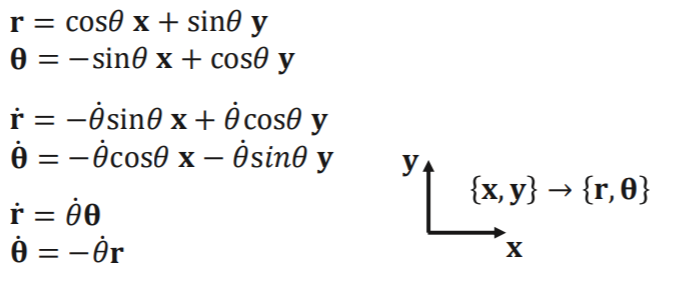 𝐫 = cos𝜃 𝐱 + sin𝜃 𝐲
𝛉 = −sin𝜃 𝐱 + cos𝜃 𝐲
𝐫̇ = −𝜃̇sin𝜃 𝐱 + 𝜃̇cos𝜃 𝐲
𝛉̇ = −𝜃̇cos𝜃 𝐱 − 𝜃̇𝑠𝑖𝑛𝜃 𝐲
𝐫̇ = 𝜃̇𝛉
𝛉̇ = −𝜃̇𝐫
𝐲
{𝐱, 𝐲} → {𝐫, 𝛉}
𝐱